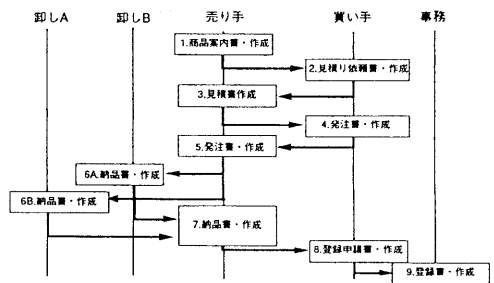 卸しA 卸しB 売り手 買い手 事務
1.商品案内書・作成
2.見積り依頼書・作成
3.見積書作成
4.発注書・作成
5.発注書・作成
6A.納品書・作成
6B.納品書・作成
7.納品書・作成
8.登録申請書・作成
9.登録書・作成